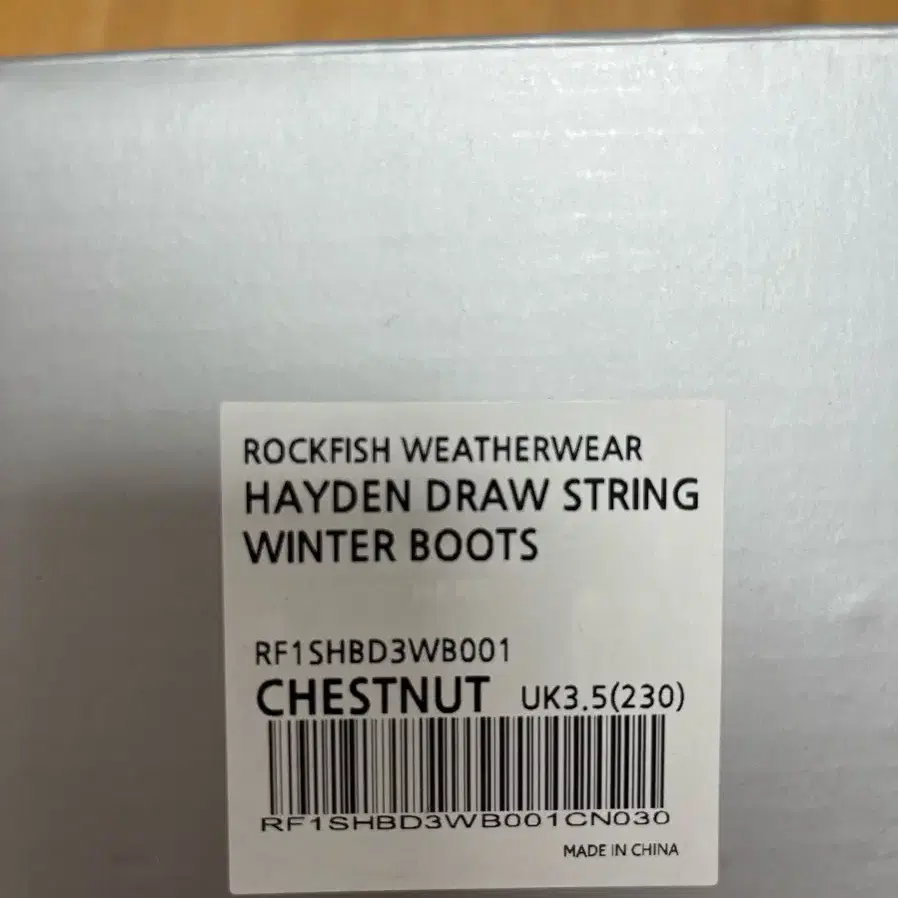 ROCKFISH WEATHERWEAR
HAYDEN DRAW STRING
WINTER BOOTS
RF1SHBD3WB001
CHESTNUT UK3.5(230)
RF1SHBD3WB001CN030
MADE IN CHINA